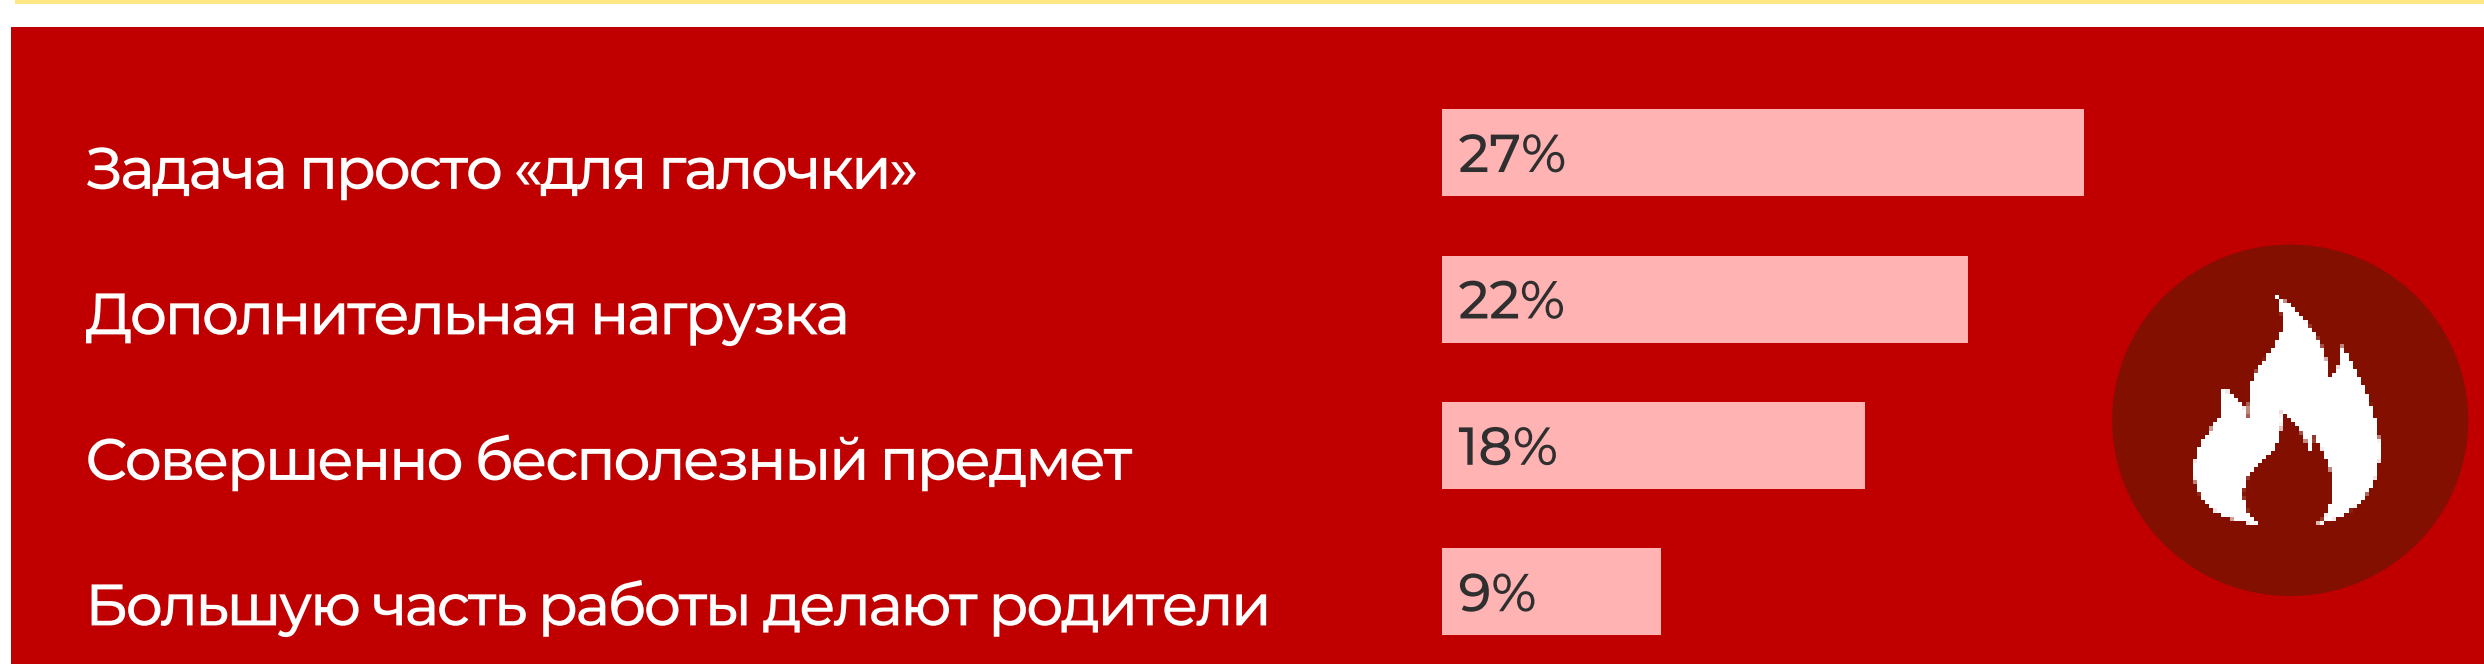 Задача просто «для галочки»
27%
Дополнительная нагрузка
22%
Совершенно бесполезный предмет
18%
Большую часть работы делают родители
9%